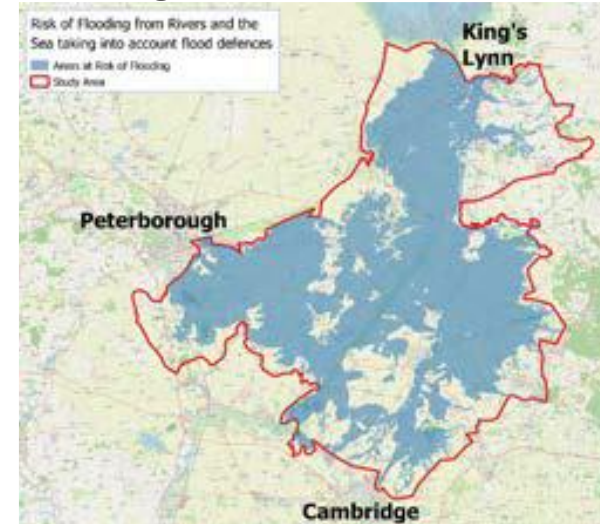 Risk of Flooding from Rivers and the
Sea taking into account flood defences
Areas at Risk of Flooding
Study Area
King's
Lynn
Peterborough
Cambridge